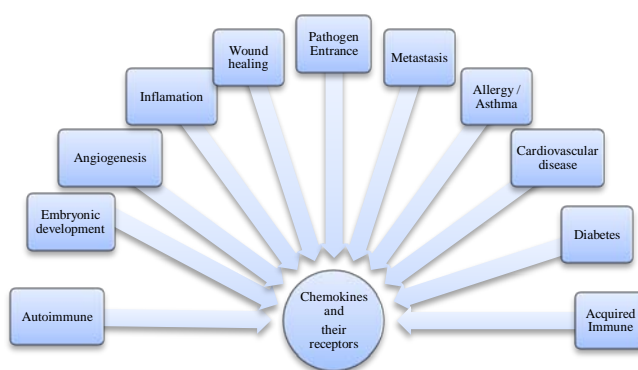 Pathogen
Entrance
Wound
healing
Metastasis
Inflamation
Allergy /
Asthma
Angiogenesis
Cardiovascular
disease
Embryonic
development
Diabetes
Autoimmune
Chemokines
and
their
receptors
Acquired
Immune